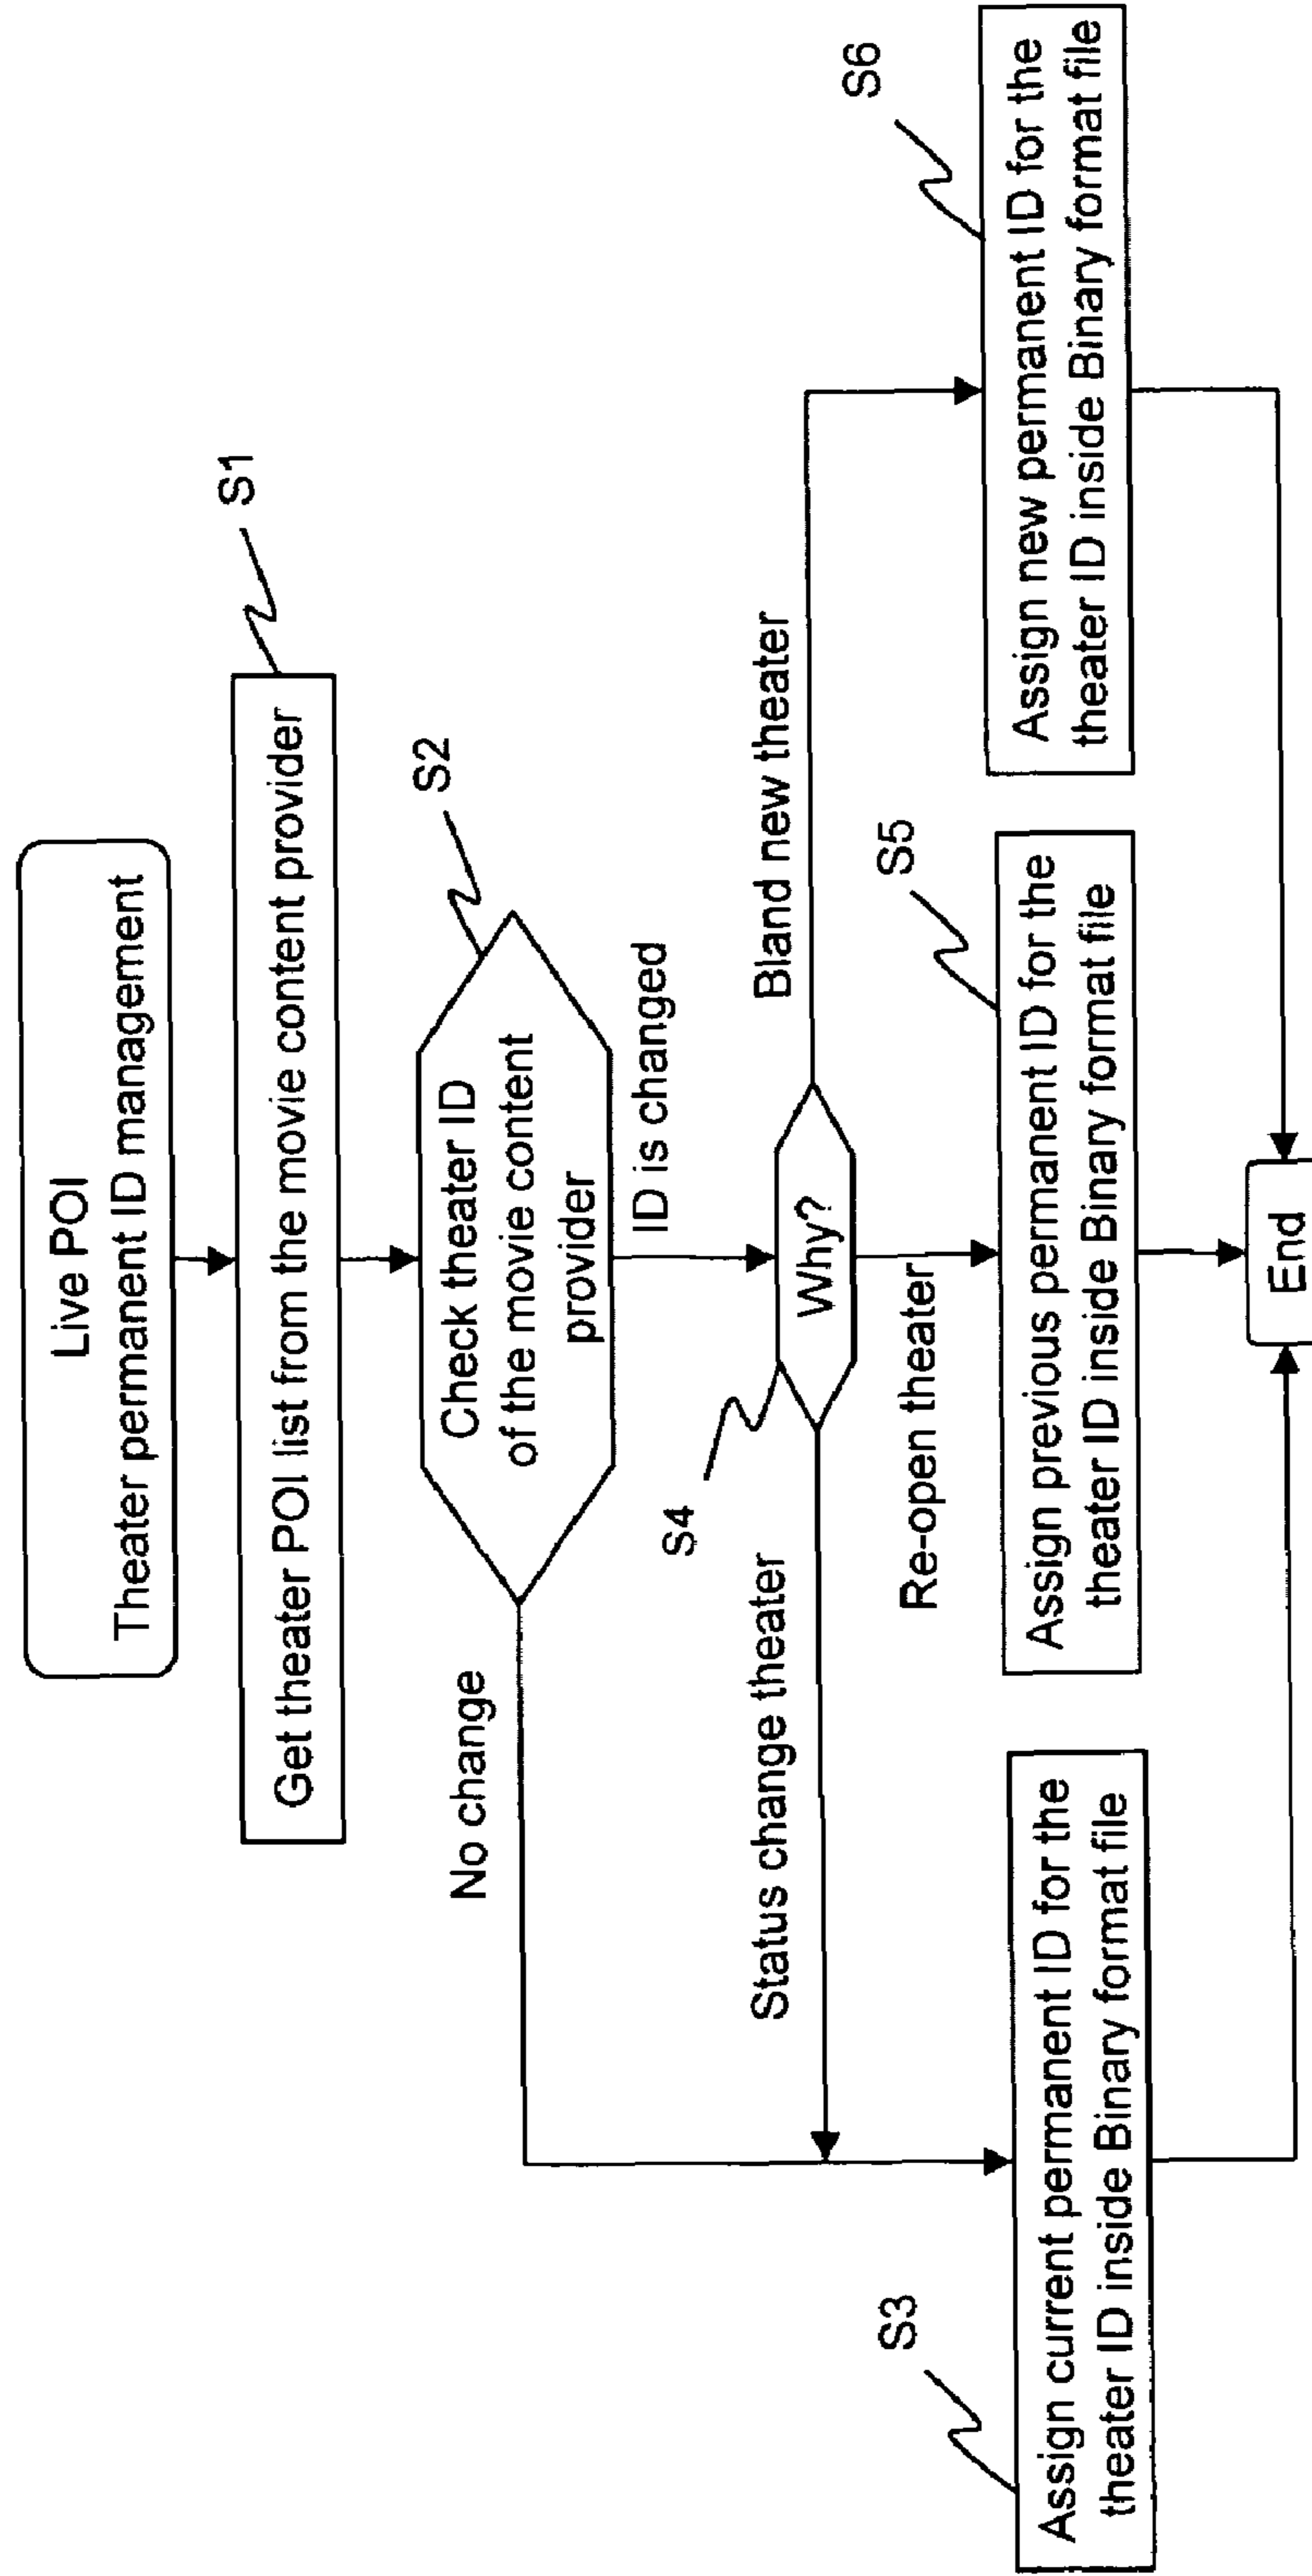 Live POI
Theater permanent ID management
S1
Get theater POI list from the movie content provider
S2
Check theater ID
of the movie content
provider
No change
ID is changed
S4
Why?
Status change theater
Bland new theater
Re-open theater
S3
Assign current permanent ID for the
theater ID inside Binary format file
S5
Assign previous permanent ID for the
theater ID inside Binary format file
S6
Assign new permanent ID for the
theater ID inside Binary format file
End